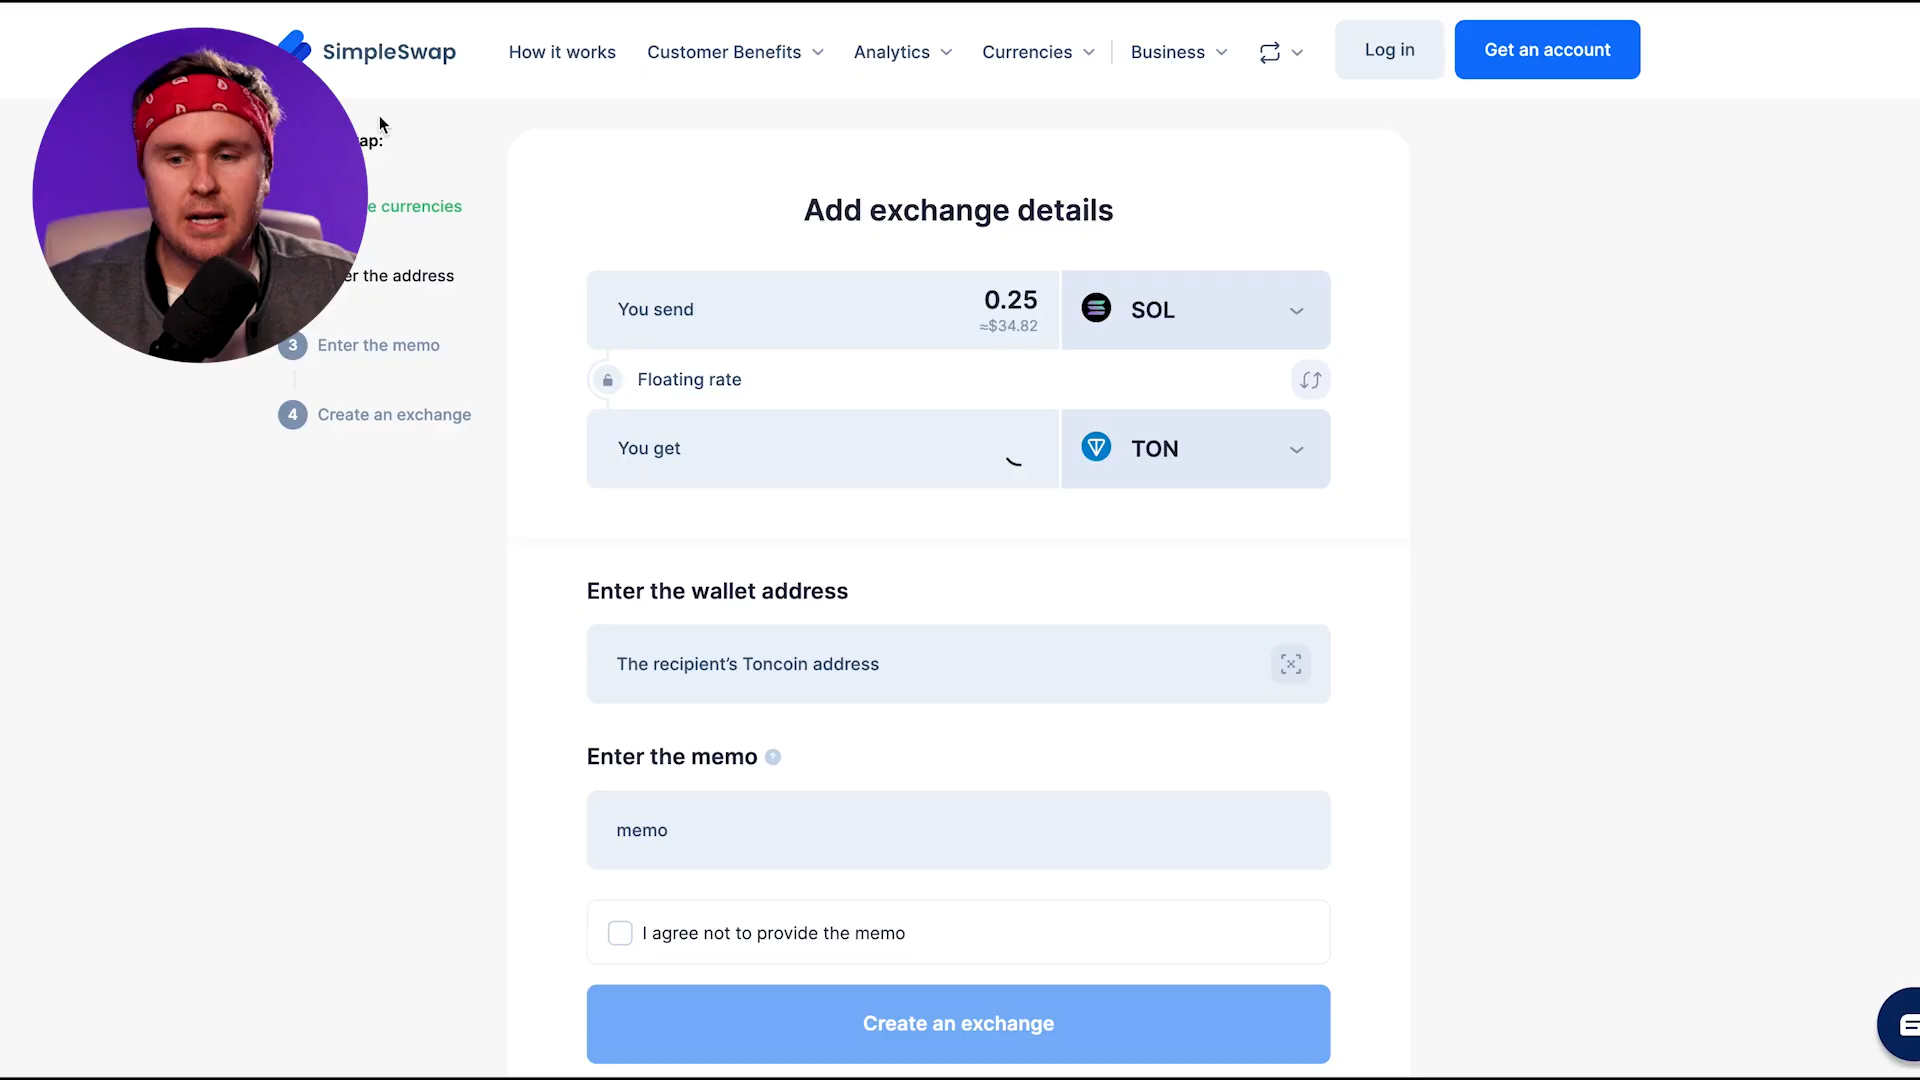 SimpleSwap
How it works
Customer Benefits
Analytics
Currencies
Business
Log in
Get an account
ap:
e currencies
er the address
3 Enter the memo
4 Create an exchange
Add exchange details
You send
0.25
≈$34.82
SOL
Floating rate
You get
TON
Enter the wallet address
The recipient’s Toncoin address
Enter the memo ?
memo
I agree not to provide the memo
Create an exchange